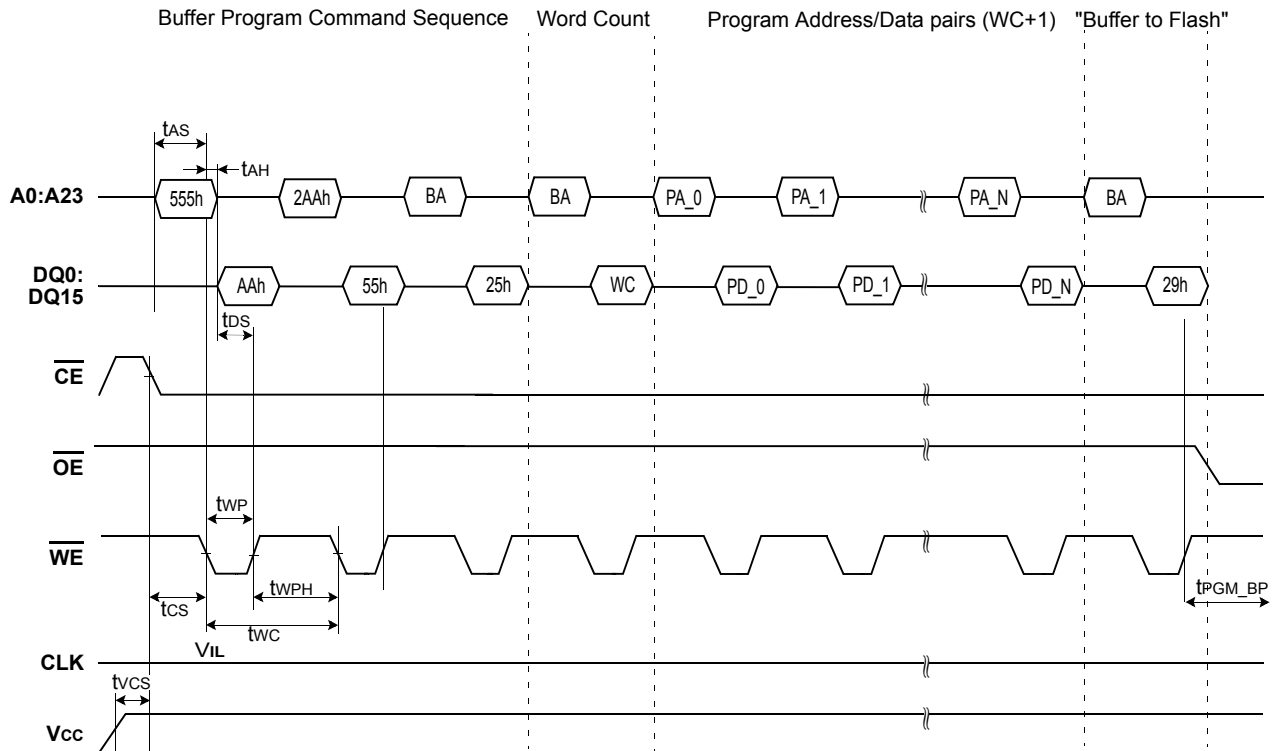 Buffer Program Command Sequence Word Count Program Address/Data pairs (WC+1) "Buffer to Flash"
tAS
tAH
A0:A23 555h 2AAh BA BA PA_0 PA_1 PA_N BA
DQ0:
DQ15 AAh 55h 25h WC PD_0 PD_1 PD_N 29h
tDS
CE
OE
tWP
WE
tWPH
tPGM_BP
tCS
tWC
VIL
CLK
tVCS
Vcc